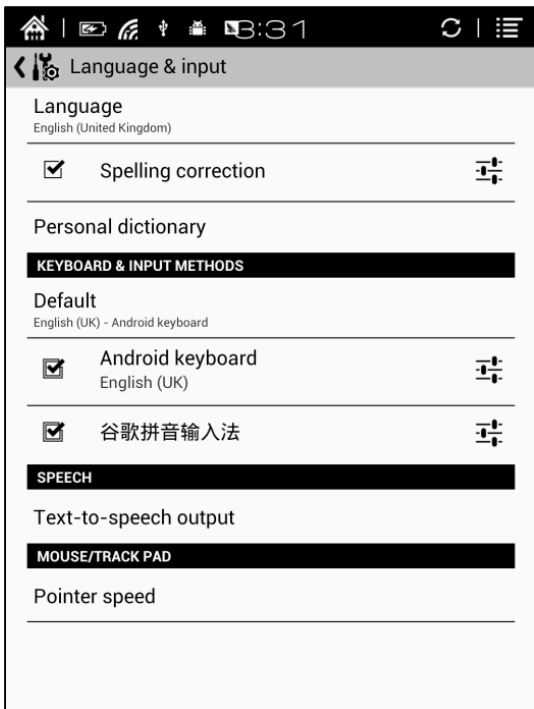 3:31
Language & input
Language
English (United Kingdom)
Spelling correction
Personal dictionary
KEYBOARD & INPUT METHODS
Default
English (UK) - Android keyboard
Android keyboard
English (UK)
谷歌拼音输入法
SPEECH
Text-to-speech output
MOUSE/TRACK PAD
Pointer speed